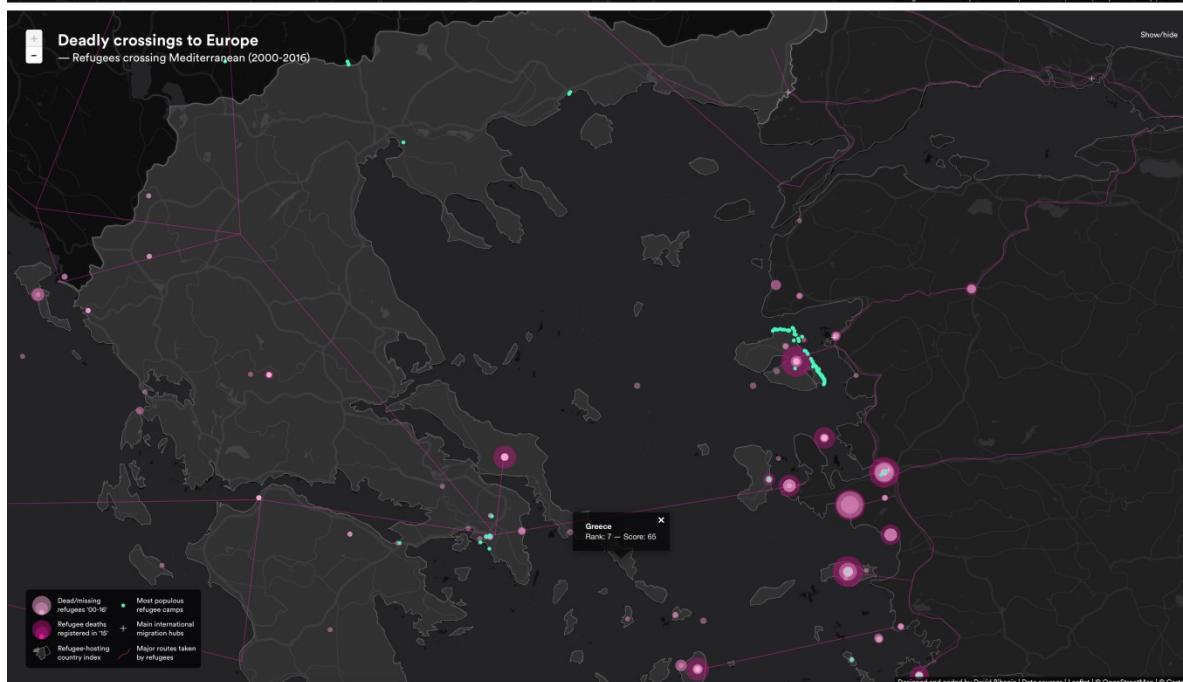 +
−
Deadly crossings to Europe
— Refugees crossing Mediterranean (2000-2016)
Show/hide
Greece
Rank: 7 — Score: 65
×
Dead/missing
refugees '00-16'
Most populous
refugee camps
Refugee deaths
registered in '15'
Main international
migration hubs
Refugee-hosting
country index
Major routes taken
by refugees